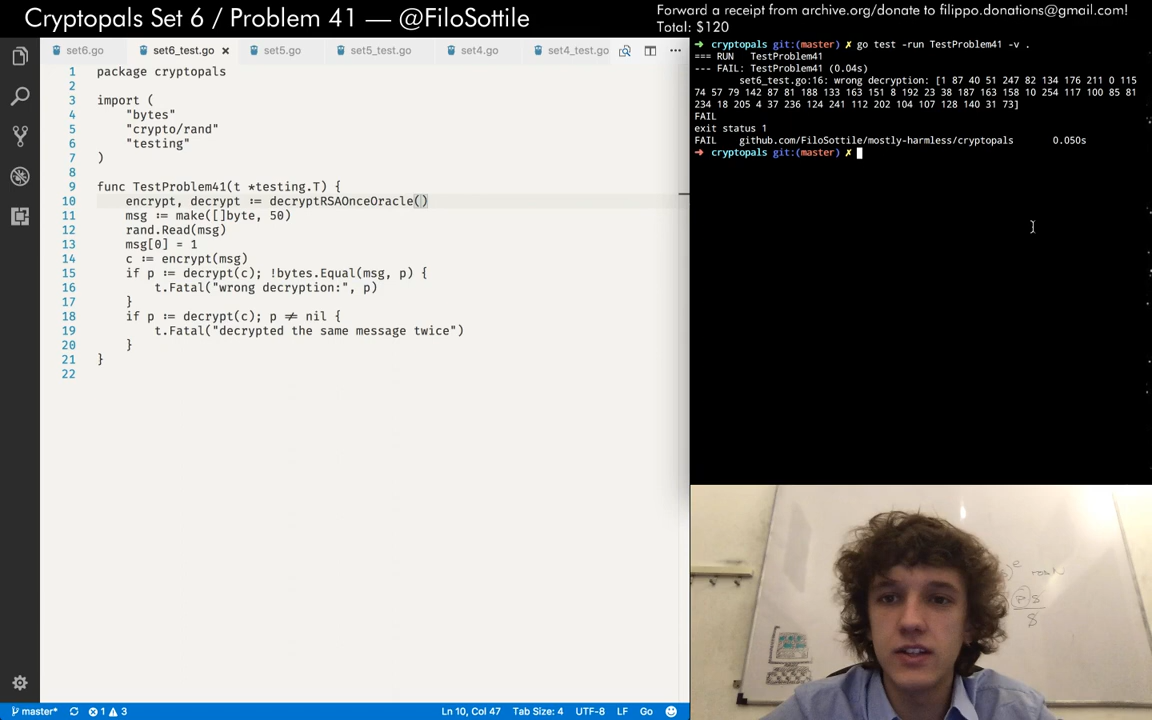 Cryptopals Set 6 / Problem 41 — @FiloSottile
Forward a receipt from archive.org/donate to filippo.donations@gmail.com!
Total: $120
set6.go
set6_test.go ×
set5.go
set5_test.go
set4.go
set4_test.go
1 package cryptopals
2
3 import (
4 "bytes"
5 "crypto/rand"
6 "testing"
7 )
8
9 func TestProblem41(t *testing.T) {
10 encrypt, decrypt := decryptRSAOnceOracle()
11 msg := make([]byte, 50)
12 rand.Read(msg)
13 msg[0] = 1
14 c := encrypt(msg)
15 if p := decrypt(c); !bytes.Equal(msg, p) {
16 t.Fatal("wrong decryption:", p)
17 }
18 if p := decrypt(c); p ≠ nil {
19 t.Fatal("decrypted the same message twice")
20 }
21 }
22
➜ cryptopals git:(master) ✗ go test -run TestProblem41 -v .
=== RUN TestProblem41
--- FAIL: TestProblem41 (0.04s)
set6_test.go:16: wrong decryption: [1 87 40 51 247 82 134 176 211 0 115
74 57 79 142 87 81 188 133 163 151 8 192 23 38 187 163 158 10 254 117 100 85 81
234 18 205 4 37 236 124 241 112 202 104 107 128 140 31 73]
FAIL
exit status 1
FAIL github.com/FiloSottile/mostly-harmless/cryptopals 0.050s
➜ cryptopals git:(master) ✗
master*
1
3
Ln 10, Col 47
Tab Size: 4
UTF-8
LF
Go